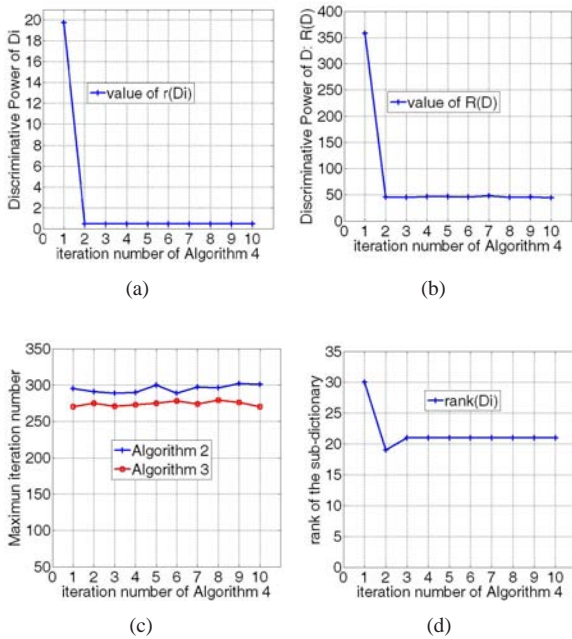 Discriminative Power of Di
20
18
16
14
12
10
8
6
4
2
0
value of r(Di)
0 1 2 3 4 5 6 7 8 9 10
iteration number of Algorithm 4
(a)
Discriminative Power of D: R(D)
400
350
300
250
200
150
100
50
0
value of R(D)
0 1 2 3 4 5 6 7 8 9 10
iteration number of Algorithm 4
(b)
Maximun iteration number
350
300
250
200
150
100
50
Algorithm 2
Algorithm 3
0 1 2 3 4 5 6 7 8 9 10
iteration number of Algorithm 4
(c)
rank of the sub-dictionary
35
30
25
20
15
10
5
0
rank(Di)
0 1 2 3 4 5 6 7 8 9 10
iteration number of Algorithm 4
(d)